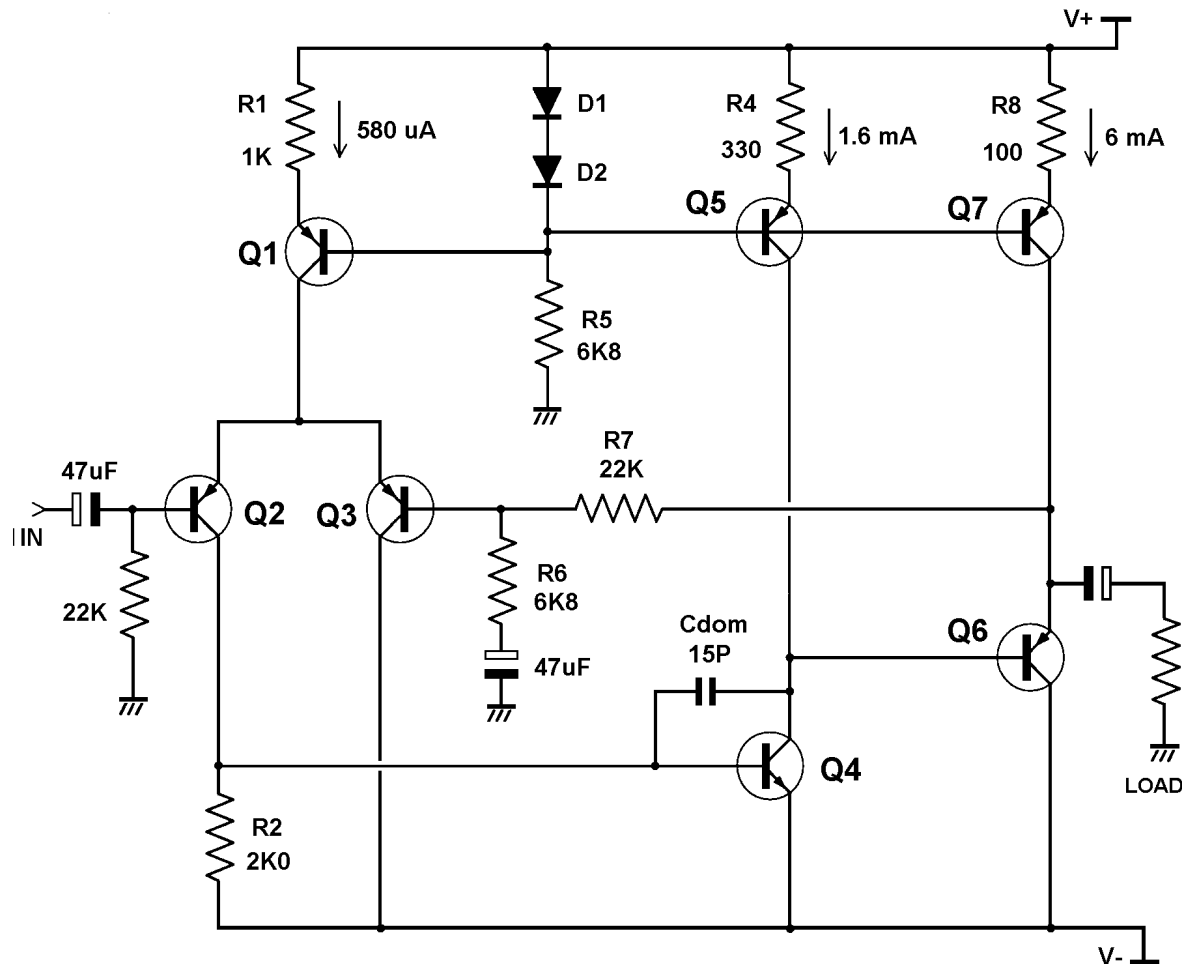 V+
R1
1K
580 uA
D1
D2
R4
330
1.6 mA
R8
100
6 mA
Q1
Q5
Q7
R5
6K8
47uF
IN
Q2
Q3
R7
22K
22K
R6
6K8
47uF
Cdom
15P
Q6
Q4
R2
2K0
LOAD
V-